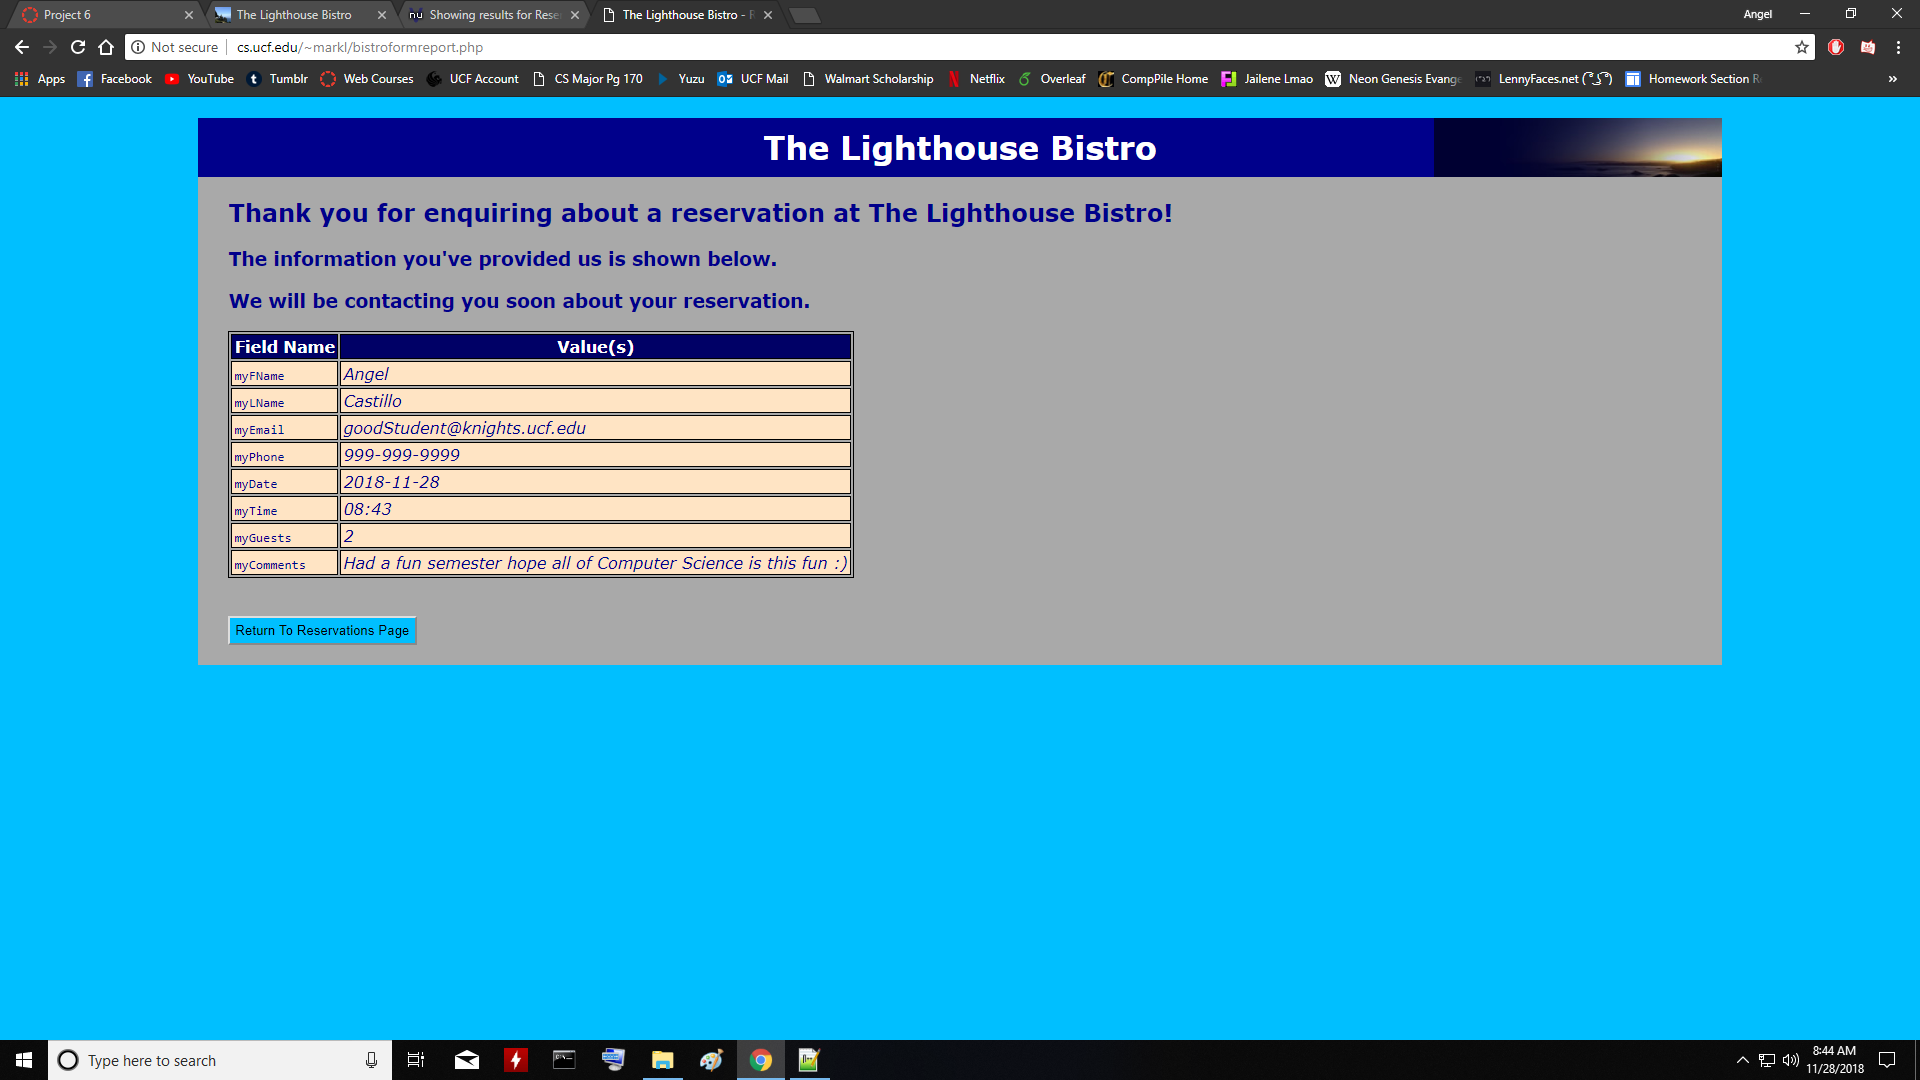 Project 6
The Lighthouse Bistro
Showing results for Rese
The Lighthouse Bistro - R
Angel
Not secure
cs.ucf.edu/~markl/bistroformreport.php
Apps
Facebook
YouTube
Tumblr
Web Courses
UCF Account
CS Major Pg 170
Yuzu
UCF Mail
Walmart Scholarship
Netflix
Overleaf
CompPile Home
Jailene Lmao
Neon Genesis Evange
LennyFaces.net ( ͡° ͜ʖ ͡°)
Homework Section R
»
The Lighthouse Bistro
Thank you for enquiring about a reservation at The Lighthouse Bistro!
The information you've provided us is shown below.
We will be contacting you soon about your reservation.
Field Name Value(s)
myFName Angel
myLName Castillo
myEmail goodStudent@knights.ucf.edu
myPhone 999-999-9999
myDate 2018-11-28
myTime 08:43
myGuests 2
myComments Had a fun semester hope all of Computer Science is this fun :)
Return To Reservations Page
Type here to search
8:44 AM
11/28/2018